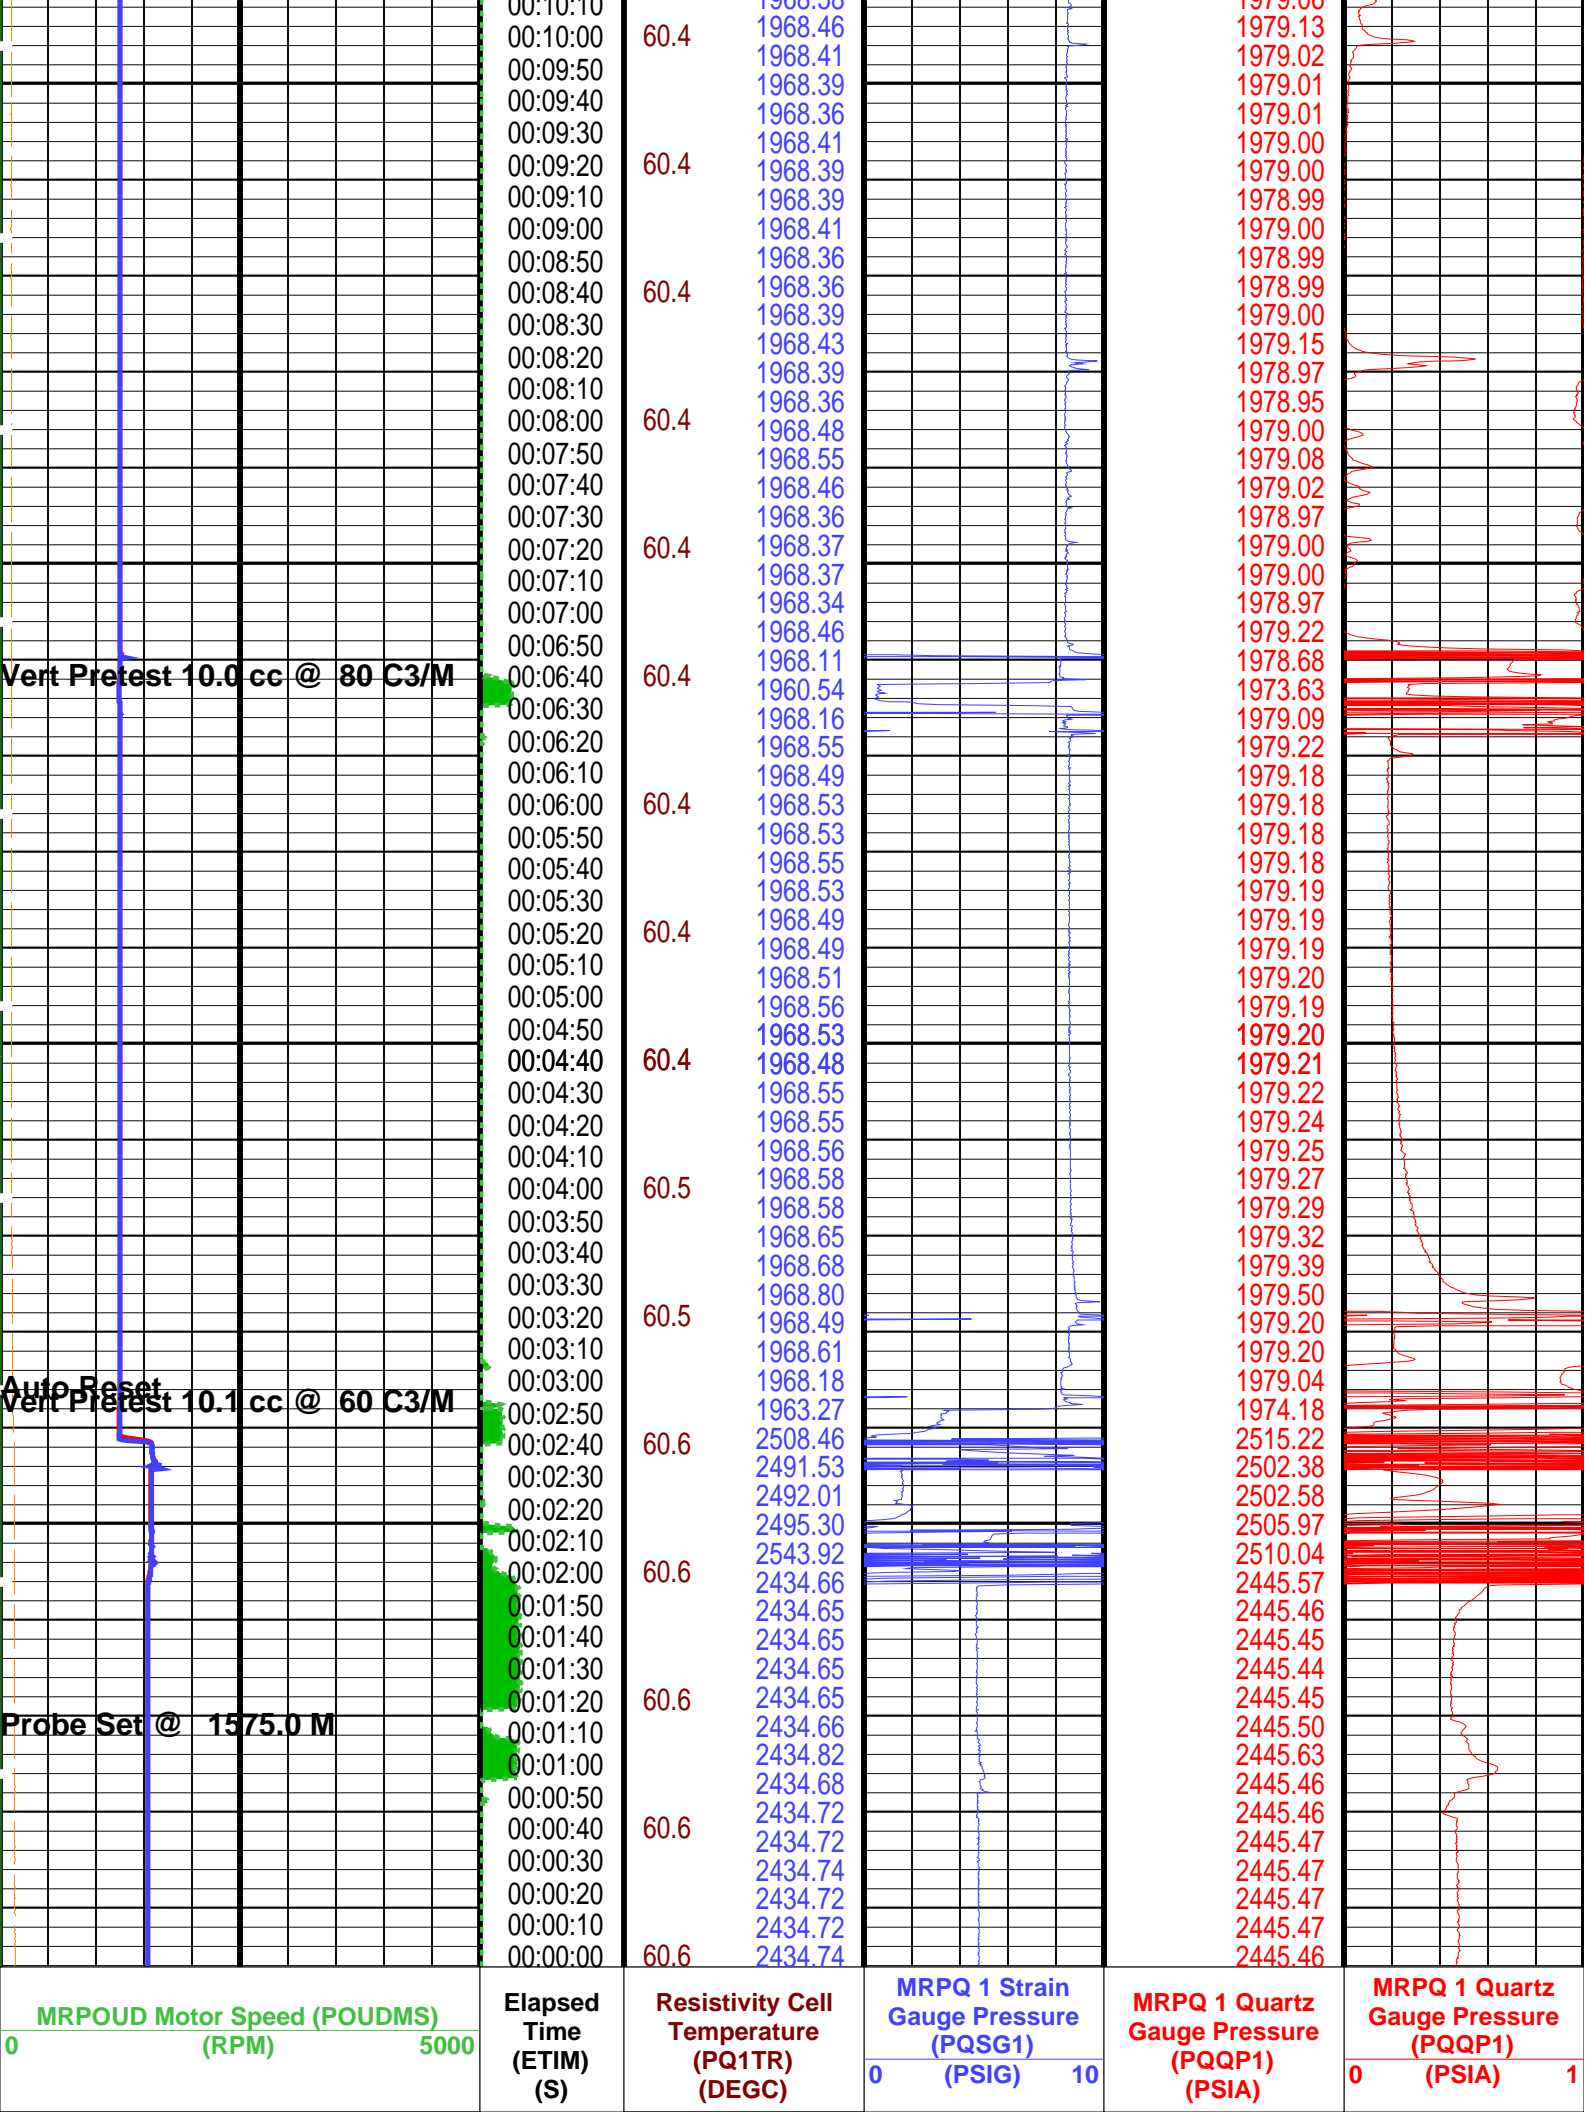 00:10:10 1968.58 1979.06
00:10:00 60.4 1968.46 1979.13
1968.41 1979.02
00:09:50 1968.39 1979.01
00:09:40 1968.36 1979.01
00:09:30 1968.41 1979.00
00:09:20 60.4 1968.39 1979.00
00:09:10 1968.39 1978.99
00:09:00 1968.41 1979.00
00:08:50 1968.36 1978.99
00:08:40 60.4 1968.36 1978.99
00:08:30 1968.39 1979.00
1968.43 1979.15
00:08:20 1968.39 1978.97
00:08:10 1968.36 1978.95
00:08:00 60.4 1968.48 1979.00
00:07:50 1968.55 1979.08
00:07:40 1968.46 1979.02
00:07:30 1968.36 1978.97
00:07:20 60.4 1968.37 1979.00
00:07:10 1968.37 1979.00
00:07:00 1968.34 1978.97
00:06:50 1968.46 1979.22
1968.11 1978.68
Vert Pretest 10.0 cc @ 80 C3/M 00:06:40 60.4
1960.54 1973.63
00:06:30 1968.16 1979.09
00:06:20 1968.55 1979.22
00:06:10 1968.49 1979.18
00:06:00 60.4 1968.53 1979.18
00:05:50 1968.53 1979.18
00:05:40 1968.55 1979.18
00:05:30 1968.53 1979.19
1968.49 1979.19
00:05:20 60.4 1968.49 1979.19
00:05:10 1968.51 1979.20
00:05:00 1968.56 1979.19
00:04:50 1968.53 1979.20
00:04:40 60.4 1968.48 1979.21
00:04:30 1968.55 1979.22
00:04:20 1968.55 1979.24
00:04:10 1968.56 1979.25
00:04:00 60.5 1968.58 1979.27
1968.58 1979.29
00:03:50 1968.65 1979.32
00:03:40 1968.68 1979.39
00:03:30 1968.80 1979.50
00:03:20 60.5 1968.49 1979.20
00:03:10 1968.61 1979.20
Auto Reset 00:03:00 1968.18 1979.04
Vert Pretest 10.1 cc @ 60 C3/M
00:02:50 1963.27 1974.18
00:02:40 60.6 2508.46 2515.22
00:02:30 2491.53 2502.38
2492.01 2502.58
00:02:20 2495.30 2505.97
00:02:10 2543.92 2510.04
00:02:00 60.6 2434.66 2445.57
00:01:50 2434.65 2445.46
00:01:40 2434.65 2445.45
00:01:30 2434.65 2445.44
00:01:20 60.6 2434.65 2445.45
Probe Set @ 1575.0 M 2434.66 2445.50
00:01:10
00:01:00 2434.82 2445.63
2434.68 2445.46
00:00:50 2434.72 2445.46
00:00:40 60.6 2434.72 2445.47
00:00:30 2434.74 2445.47
00:00:20 2434.72 2445.47
00:00:10 2434.72 2445.47
00:00:00 60.6 2434.74 2445.46
MRPOUD Motor Speed (POUDMS)
(RPM)
0 5000
Elapsed
Time
(ETIM)
(S)
Resistivity Cell
Temperature
(PQ1TR)
(DEGC)
MRPQ 1 Strain
Gauge Pressure
(PQSG1)
0 (PSIG) 10
MRPQ 1 Quartz
Gauge Pressure
(PQQP1)
(PSIA)
MRPQ 1 Quartz
Gauge Pressure
(PQQP1)
0 (PSIA) 1